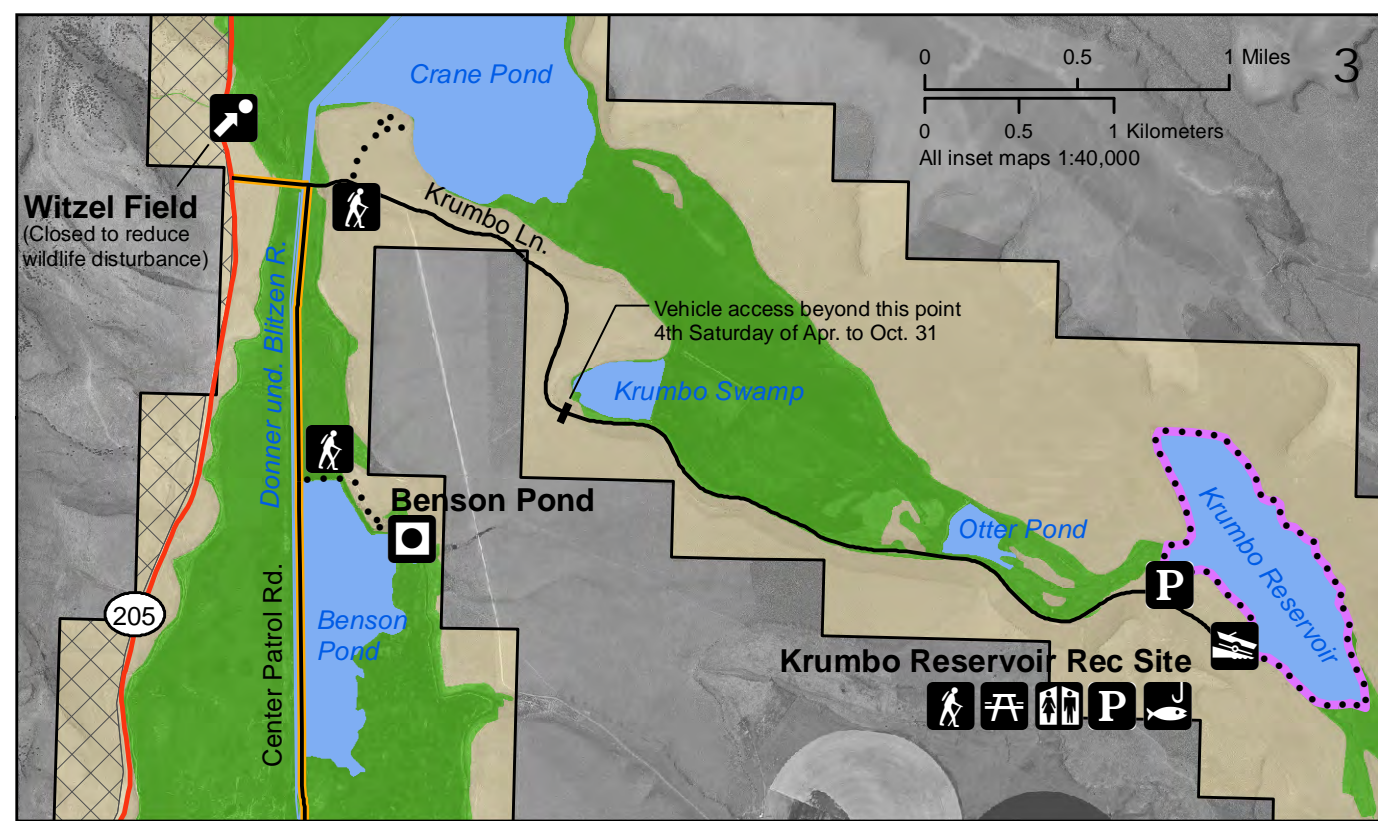 Crane Pond
0 0.5 1 Miles
3
0 0.5 1 Kilometers
All inset maps 1:40,000
Witzel Field
(Closed to reduce
wildlife disturbance)
Krumbo Ln.
Donner und. Blitzen R.
Vehicle access beyond this point
4th Saturday of Apr. to Oct. 31
Krumbo Swamp
Benson Pond
Otter Pond
Krumbo Reservoir
P
205
Center Patrol Rd.
Benson
Pond
Krumbo Reservoir Rec Site
P